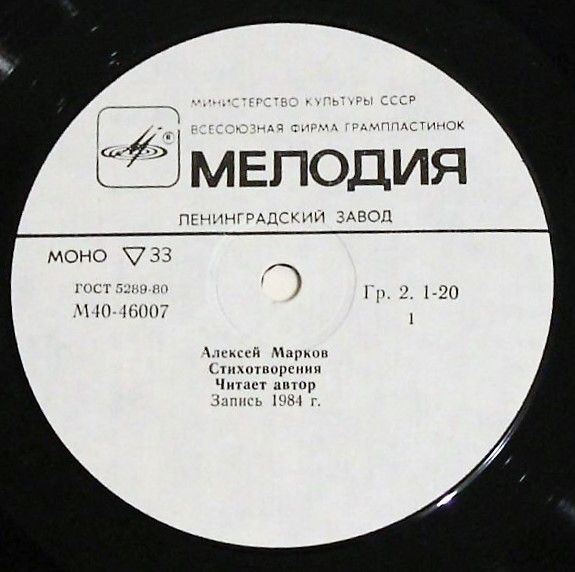 МИНИСТЕРСТВО КУЛЬТУРЫ СССР
ВСЕСОЮЗНАЯ ФИРМА ГРАМПЛАСТИНОК
®
МЕЛОДИЯ
ЛЕНИНГРАДСКИЙ ЗАВОД
МОНО ▽ 33
ГОСТ 5289-80
М40-46007
Гр. 2. 1-20
1
Алексей Марков
Стихотворения
Читает автор
Запись 1984 г.